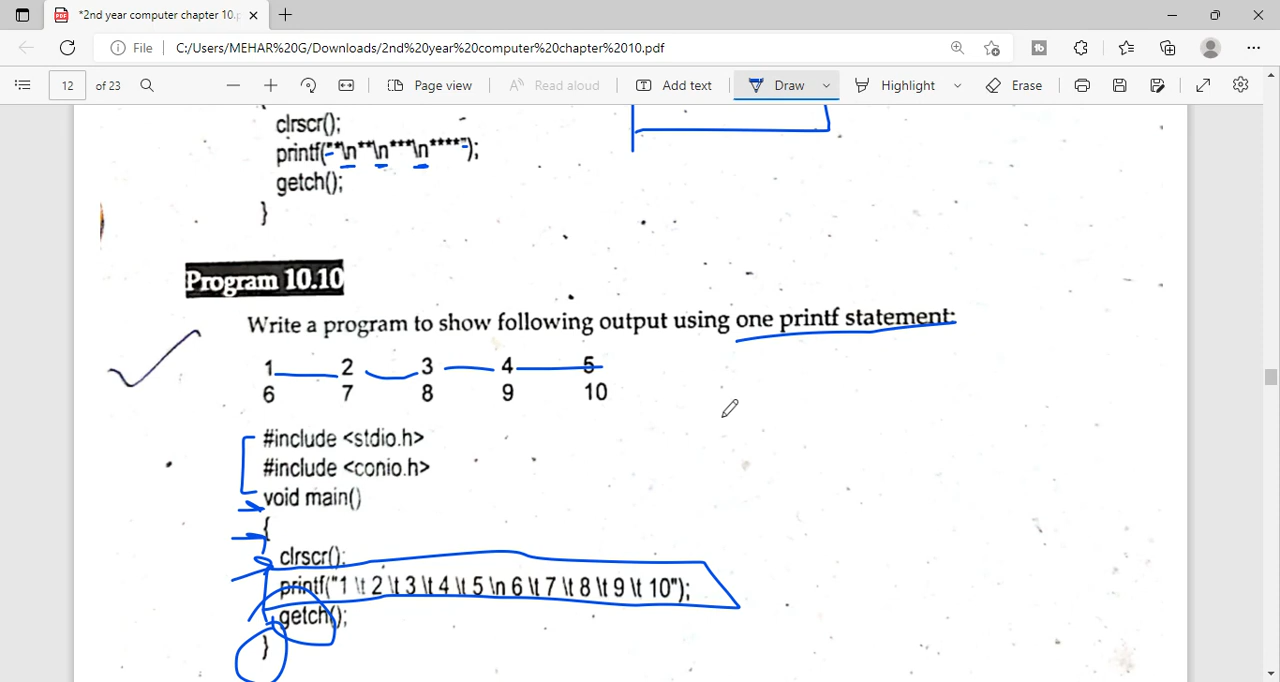 *2nd year computer chapter 10.p
File
C:/Users/MEHAR%20G/Downloads/2nd%20year%20computer%20chapter%2010.pdf
12 of 23
Page view
Read aloud
Add text
Draw
Highlight
Erase
clrscr();
printf("*\n**\n***\n****");
getch();
}
Program 10.10
Write a program to show following output using one printf statement:
1 2 3 4 5
6 7 8 9 10
#include <stdio.h>
#include <conio.h>
void main()
{
clrscr();
printf("1 \t 2 \t 3 \t 4 \t 5 \n 6 \t 7 \t 8 \t 9 \t 10");
getch();
}